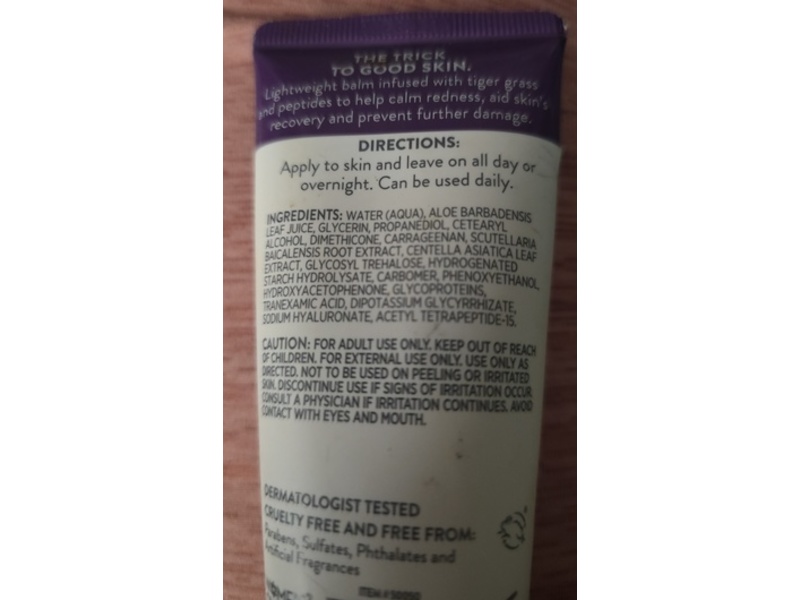 THE TRICK
TO GOOD SKIN.
Lightweight balm infused with tiger grass
and peptides to help calm redness, aid skin's
recovery and prevent further damage.
DIRECTIONS:
Apply to skin and leave on all day or
overnight. Can be used daily.
INGREDIENTS: WATER (AQUA), ALOE BARBADENSIS
LEAF JUICE, GLYCERIN, PROPANEDIOL, CETEARYL
ALCOHOL, DIMETHICONE, CARRAGEENAN, SCUTELLARIA
BAICALENSIS ROOT EXTRACT, CENTELLA ASIATICA LEAF
EXTRACT, GLYCOSYL TREHALOSE, HYDROGENATED
STARCH HYDROLYSATE, CARBOMER, PHENOXYETHANOL,
HYDROXYACETOPHENONE, GLYCOPROTEINS,
TRANEXAMIC ACID, DIPOTASSIUM GLYCYRRHIZATE,
SODIUM HYALURONATE, ACETYL TETRAPEPTIDE-15.
CAUTION: FOR ADULT USE ONLY. KEEP OUT OF REACH
OF CHILDREN. FOR EXTERNAL USE ONLY. USE ONLY AS
DIRECTED. NOT TO BE USED ON PEELING OR IRRITATED
SKIN. DISCONTINUE USE IF SIGNS OF IRRITATION OCCUR.
CONSULT A PHYSICIAN IF IRRITATION CONTINUES. AVOID
CONTACT WITH EYES AND MOUTH.
DERMATOLOGIST TESTED
CRUELTY FREE AND FREE FROM:
Parabens, Sulfates, Phthalates and
Artificial Fragrances